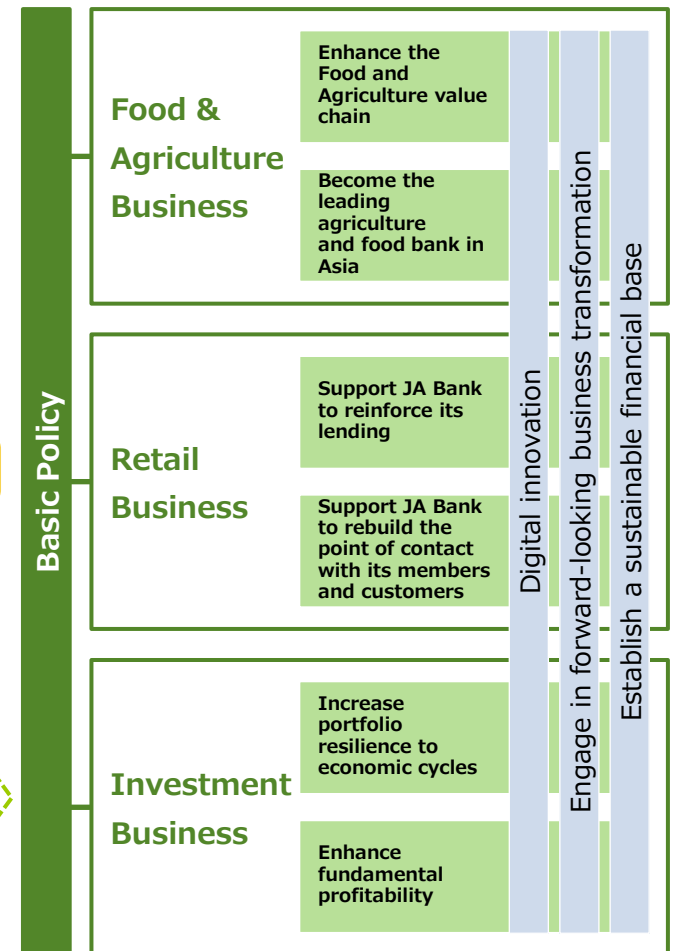 Basic Policy
Food &
Agriculture
Business
Enhance the
Food and
Agriculture value
chain
Become the
leading
agriculture
and food bank in
Asia
Retail
Business
Support JA Bank
to reinforce its
lending
Support JA Bank
to rebuild the
point of contact
with its members
and customers
Investment
Business
Increase
portfolio
resilience to
economic cycles
Enhance
fundamental
profitability
Digital innovation
Engage in forward-looking business transformation
Establish a sustainable financial base